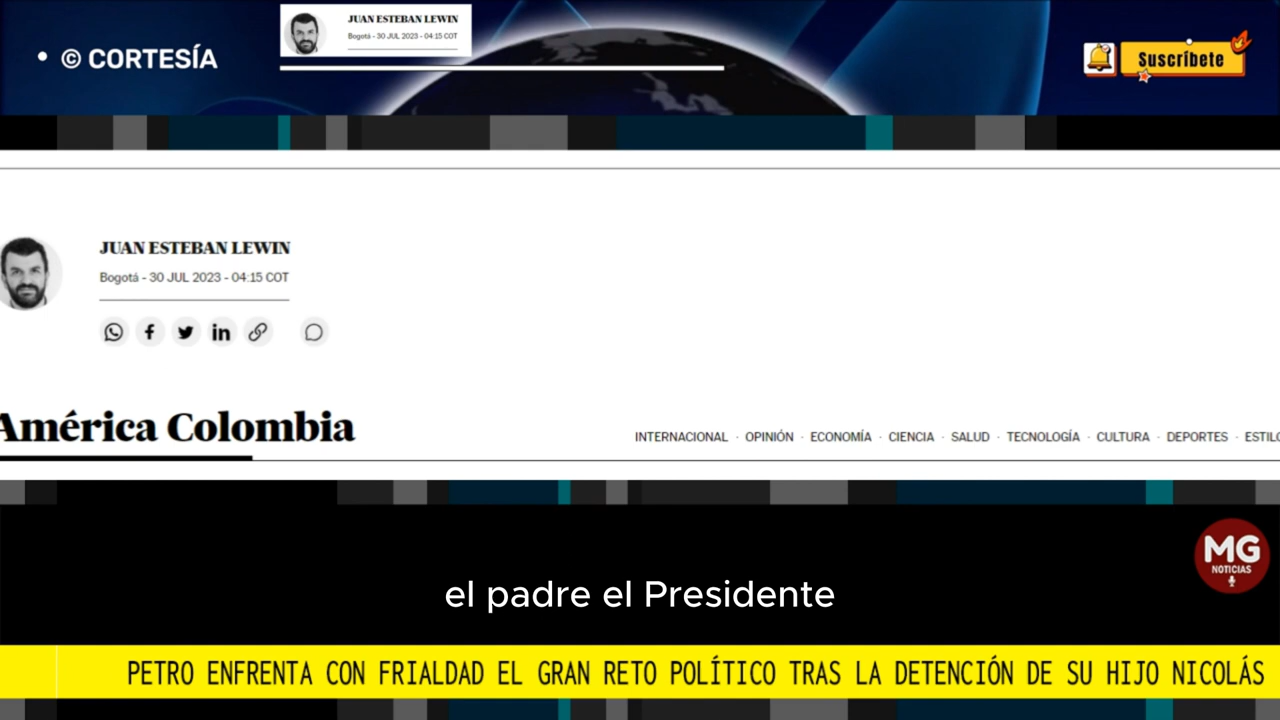 • © CORTESÍA
JUAN ESTEBAN LEWIN
Bogotá - 30 JUL 2023 - 04:15 COT
Suscríbete
JUAN ESTEBAN LEWIN
Bogotá - 30 JUL 2023 - 04:15 COT
América Colombia
INTERNACIONAL · OPINIÓN · ECONOMÍA · CIENCIA · SALUD · TECNOLOGÍA · CULTURA · DEPORTES · ESTILO
MG
NOTICIAS
el padre el Presidente
PETRO ENFRENTA CON FRIALDAD EL GRAN RETO POLÍTICO TRAS LA DETENCIÓN DE SU HIJO NICOLÁS